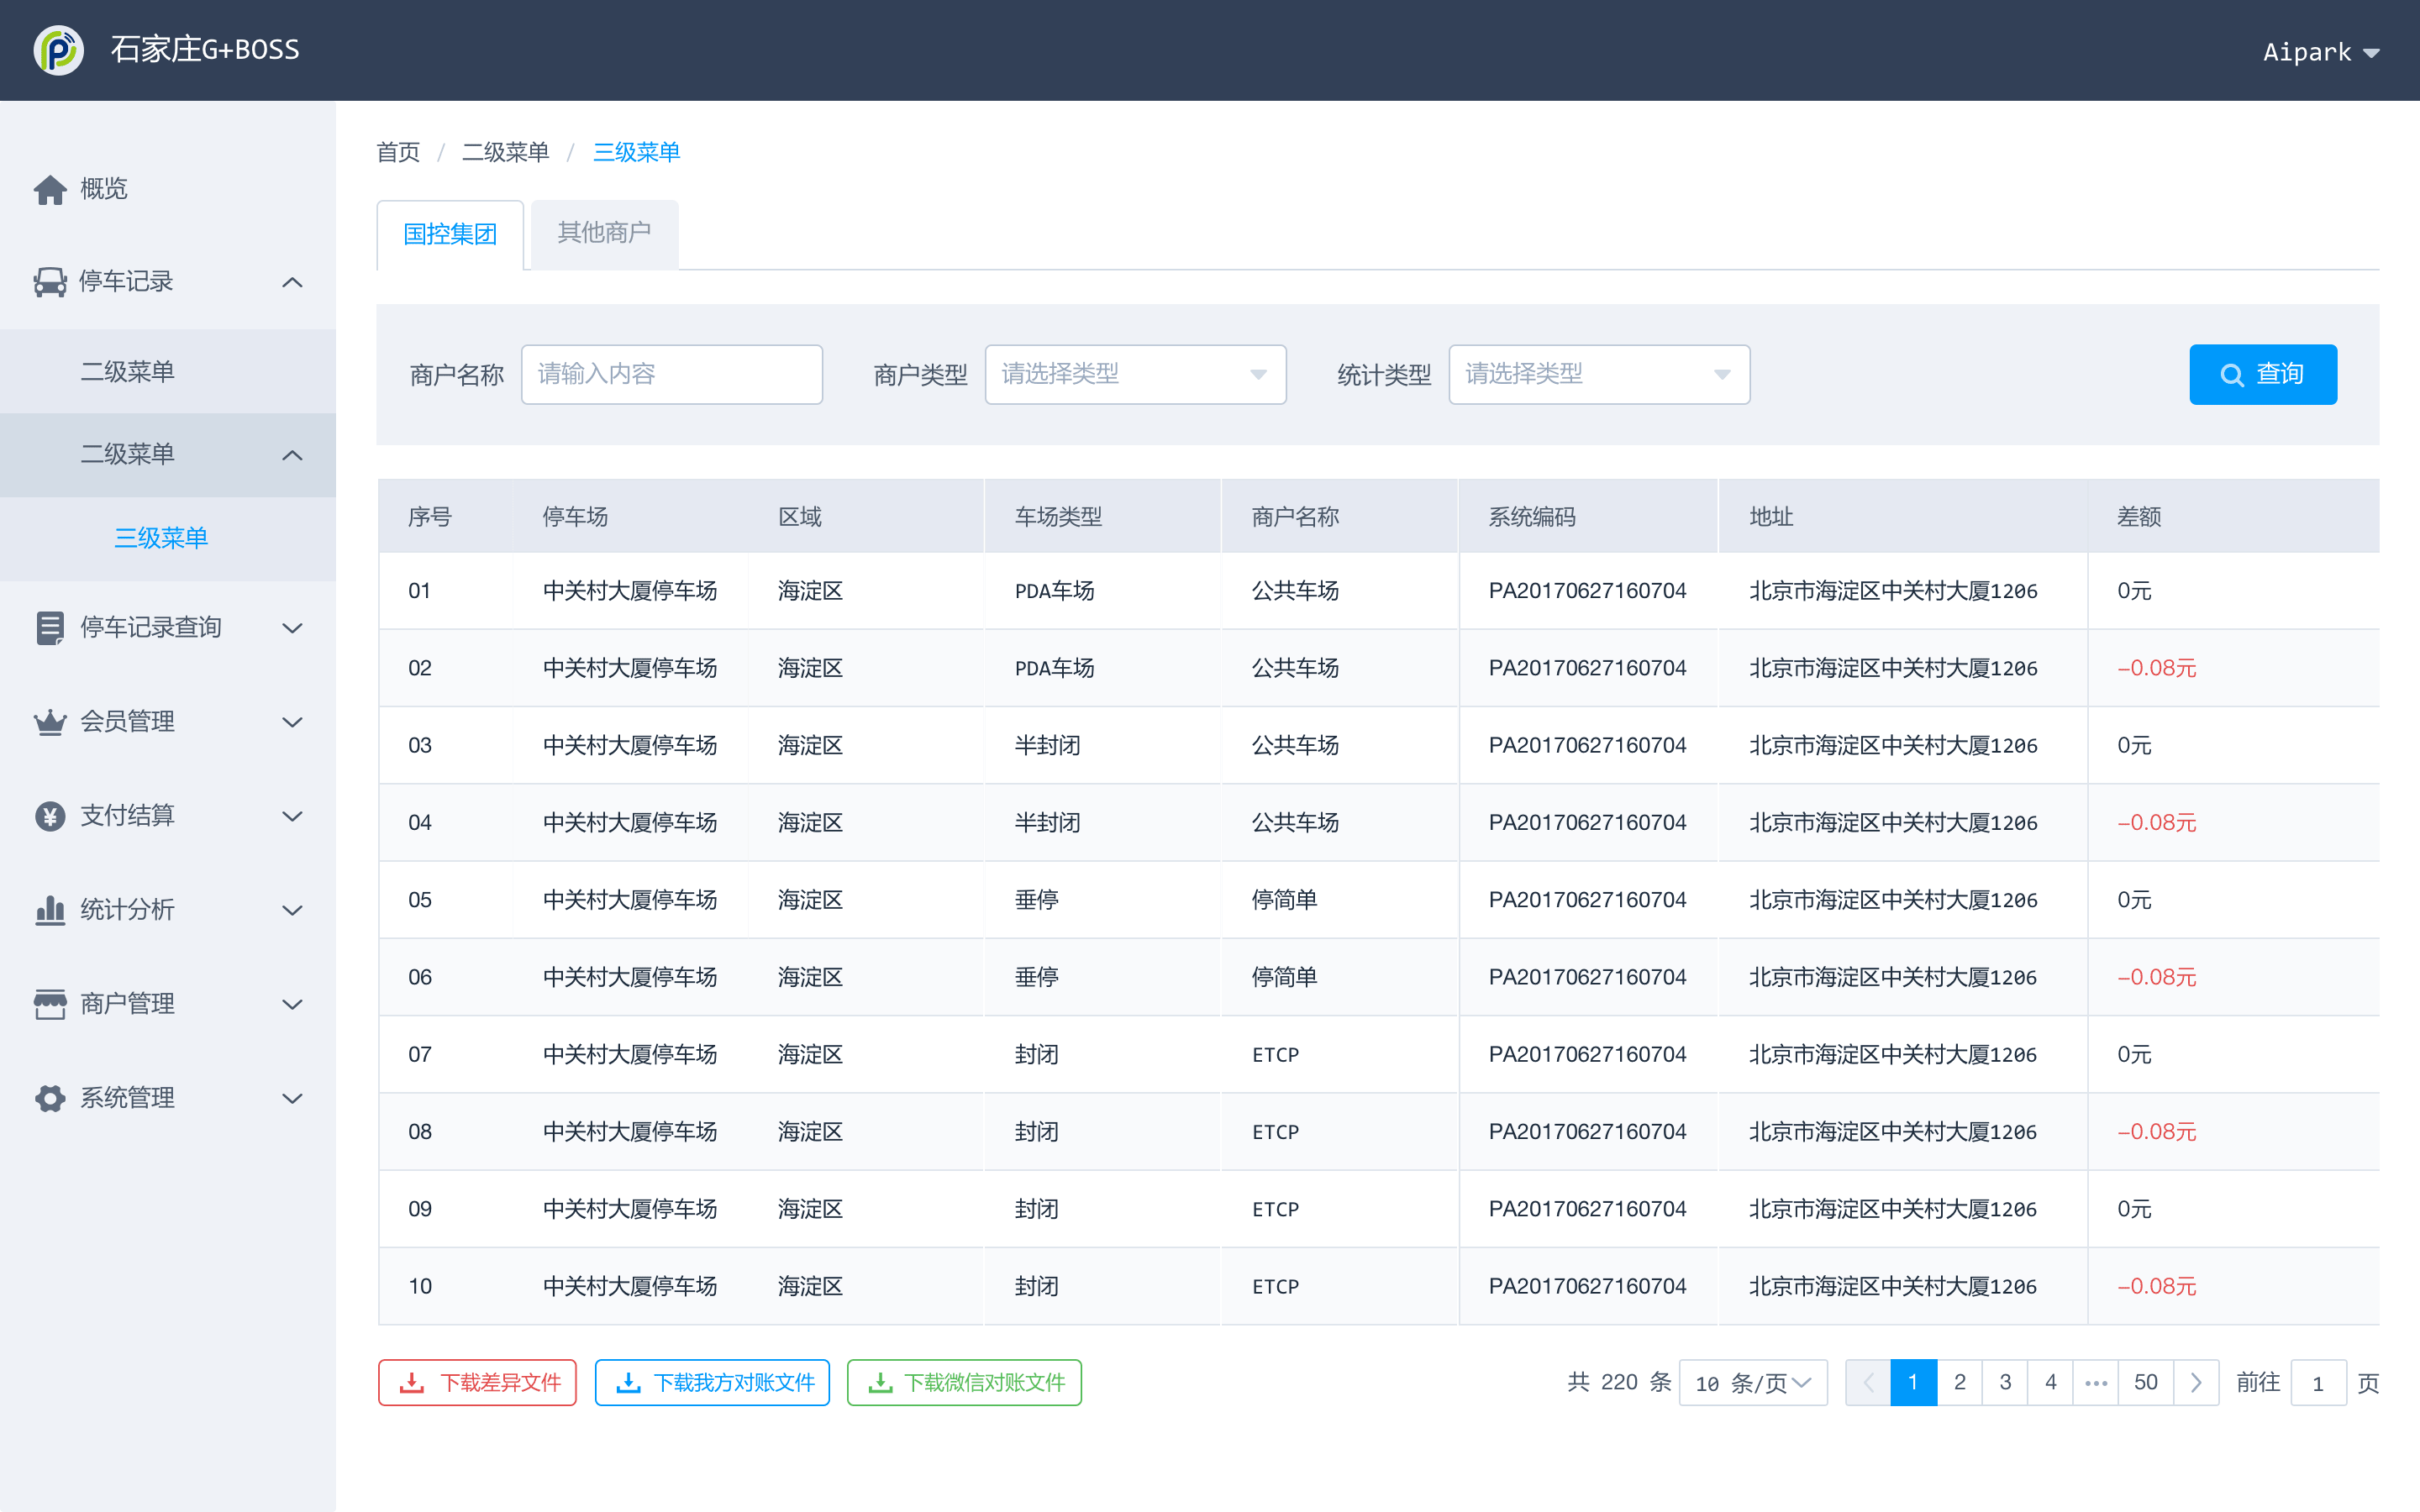 石家庄G+BOSS
Aipark
概览
停车记录
二级菜单
二级菜单
三级菜单
停车记录查询
会员管理
支付结算
统计分析
商户管理
系统管理
首页 / 二级菜单 / 三级菜单
国控集团 其他商户
商户名称 请输入内容 商户类型 请选择类型 统计类型 请选择类型 查询
序号 停车场 区域 车场类型 商户名称 系统编码 地址 差额
01 中关村大厦停车场 海淀区 PDA车场 公共车场 PA20170627160704 北京市海淀区中关村大厦1206 0元
02 中关村大厦停车场 海淀区 PDA车场 公共车场 PA20170627160704 北京市海淀区中关村大厦1206 −0.08元
03 中关村大厦停车场 海淀区 半封闭 公共车场 PA20170627160704 北京市海淀区中关村大厦1206 0元
04 中关村大厦停车场 海淀区 半封闭 公共车场 PA20170627160704 北京市海淀区中关村大厦1206 −0.08元
05 中关村大厦停车场 海淀区 垂停 停简单 PA20170627160704 北京市海淀区中关村大厦1206 0元
06 中关村大厦停车场 海淀区 垂停 停简单 PA20170627160704 北京市海淀区中关村大厦1206 −0.08元
07 中关村大厦停车场 海淀区 封闭 ETCP PA20170627160704 北京市海淀区中关村大厦1206 0元
08 中关村大厦停车场 海淀区 封闭 ETCP PA20170627160704 北京市海淀区中关村大厦1206 −0.08元
09 中关村大厦停车场 海淀区 封闭 ETCP PA20170627160704 北京市海淀区中关村大厦1206 0元
10 中关村大厦停车场 海淀区 封闭 ETCP PA20170627160704 北京市海淀区中关村大厦1206 −0.08元
下载差异文件 下载我方对账文件 下载微信对账文件 共 220 条 10 条/页 1 2 3 4 ••• 50 前往 1 页